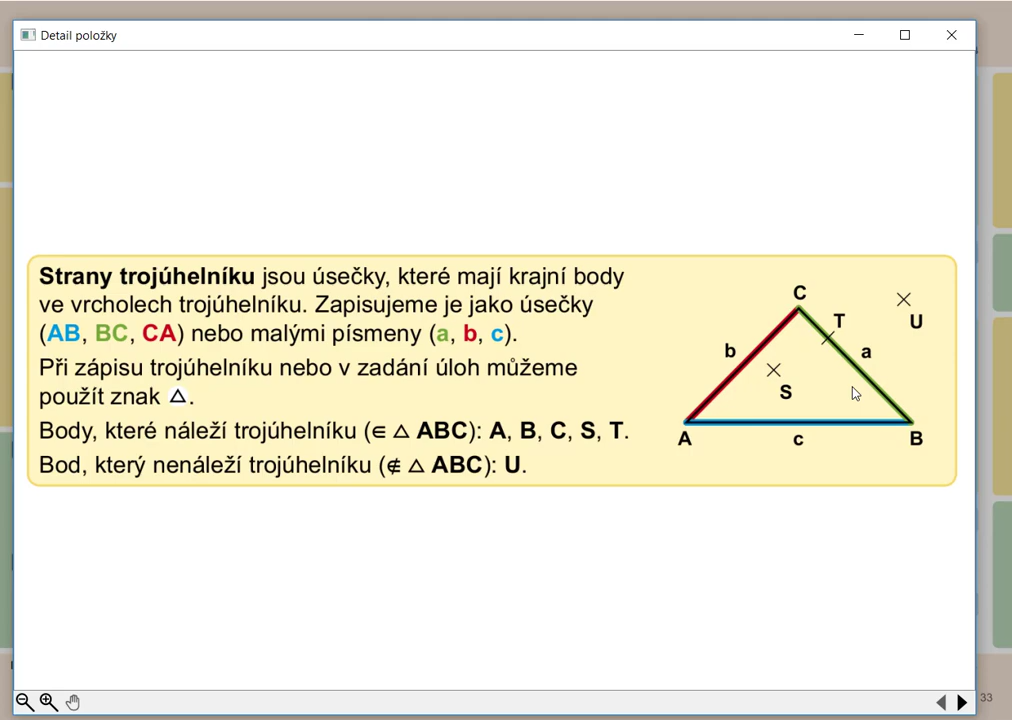 Detail položky
Strany trojúhelníku jsou úsečky, které mají krajní body
ve vrcholech trojúhelníku. Zapisujeme je jako úsečky
(AB, BC, CA) nebo malými písmeny (a, b, c).
Při zápisu trojúhelníku nebo v zadání úloh můžeme
použít znak △.
Body, které náleží trojúhelníku (∈ △ ABC): A, B, C, S, T.
Bod, který nenáleží trojúhelníku (∉ △ ABC): U.
C
T
U
b
a
S
A
c
B
33